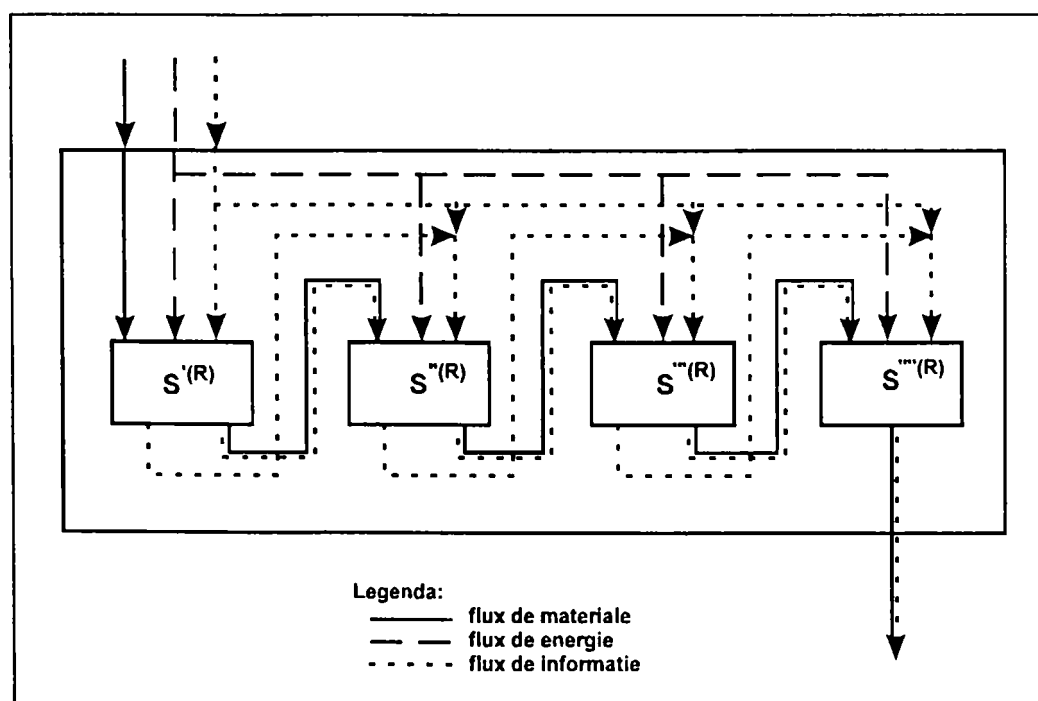 S'(R)
S''(R)
S'''(R)
S''''(R)
Legenda:
flux de materiale
flux de energie
flux de informatie